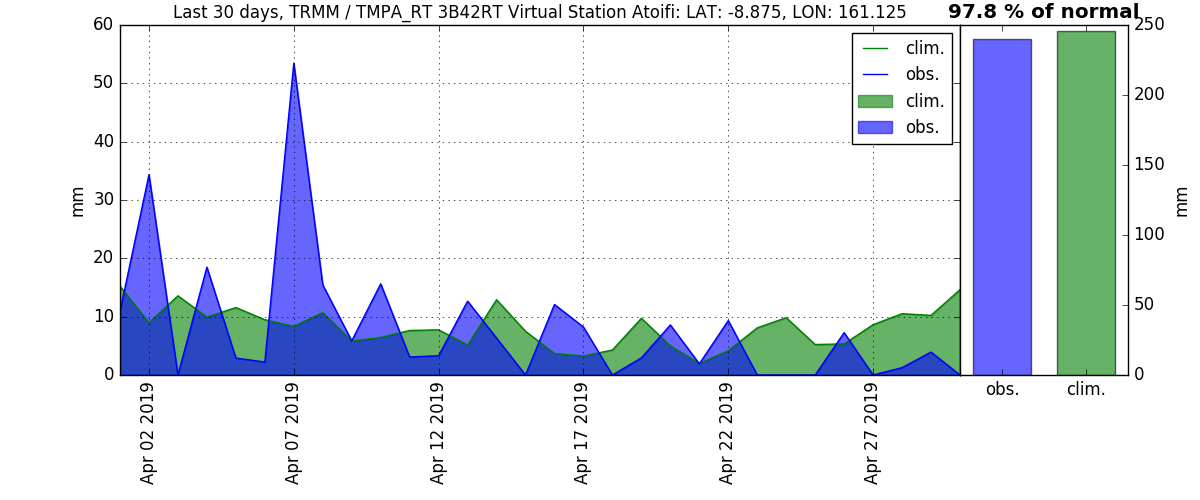 Last 30 days, TRMM / TMPA_RT 3B42RT Virtual Station Atoifi: LAT: -8.875, LON: 161.125
97.8 % of normal
60
50
40
30
20
10
0
mm
clim.
obs.
clim.
obs.
250
200
150
100
50
0
mm
obs.
clim.
Apr 02 2019
Apr 07 2019
Apr 12 2019
Apr 17 2019
Apr 22 2019
Apr 27 2019